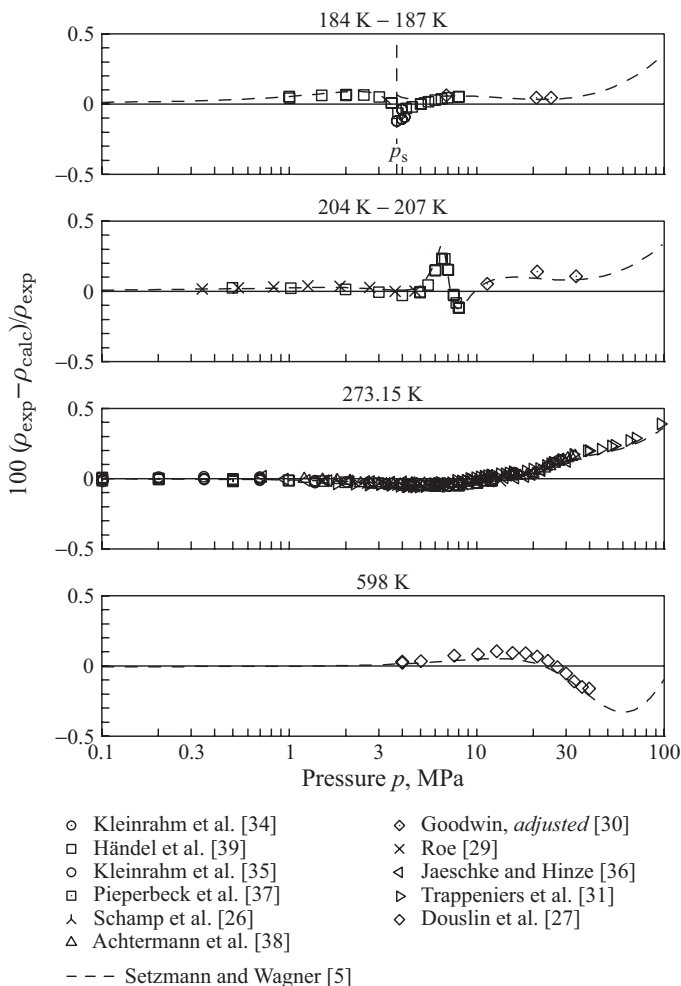 184 K – 187 K
0.5
0
–0.5
p_s
204 K – 207 K
0.5
0
–0.5
273.15 K
0.5
0
–0.5
598 K
0.5
0
–0.5
100 (ρ_exp – ρ_calc)/ρ_exp
0.1 0.3 1 3 10 30 100
Pressure p, MPa
Kleinrahm et al. [34]
Händel et al. [39]
Kleinrahm et al. [35]
Pieperbeck et al. [37]
Schamp et al. [26]
Achtermann et al. [38]
Goodwin, adjusted [30]
Roe [29]
Jaeschke and Hinze [36]
Trappeniers et al. [31]
Douslin et al. [27]
Setzmann and Wagner [5]